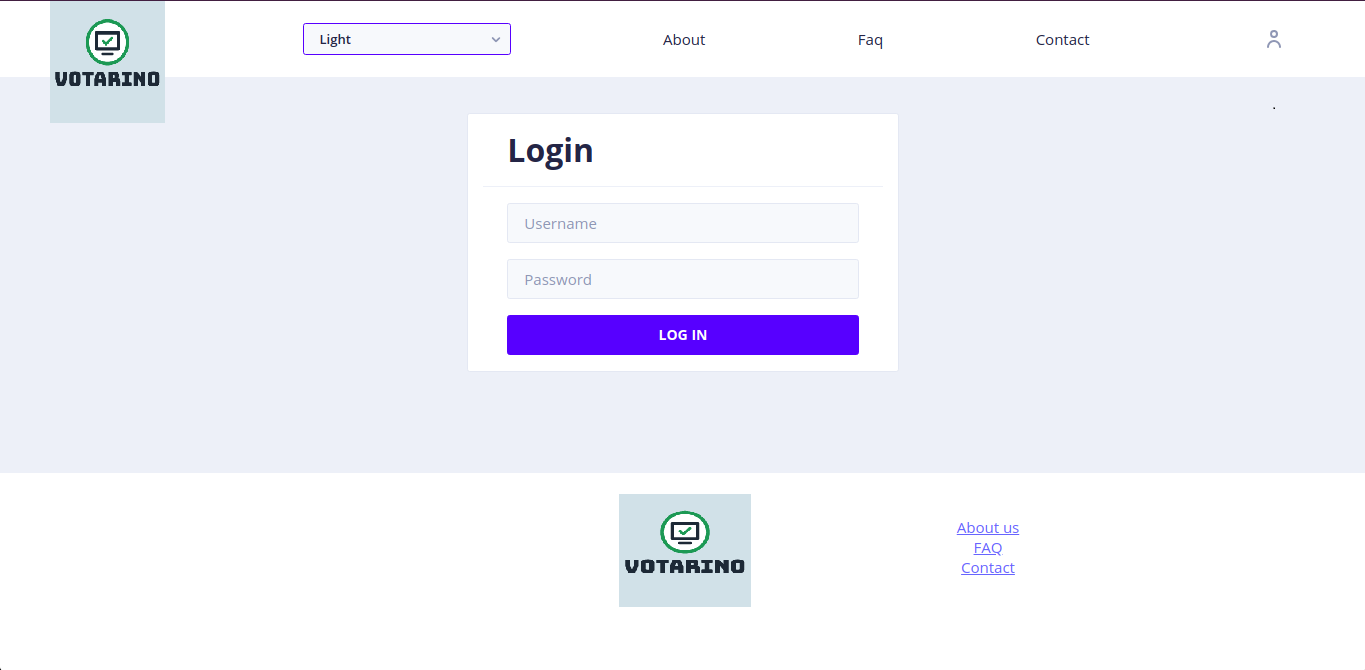 VOTARINO
Light
About
Faq
Contact
.
Login
Username
Password
LOG IN
VOTARINO
About us
FAQ
Contact